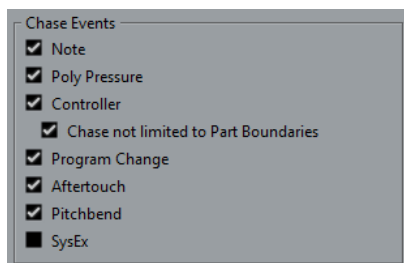 Chase Events
Note
Poly Pressure
Controller
Chase not limited to Part Boundaries
Program Change
Aftertouch
Pitchbend
SysEx